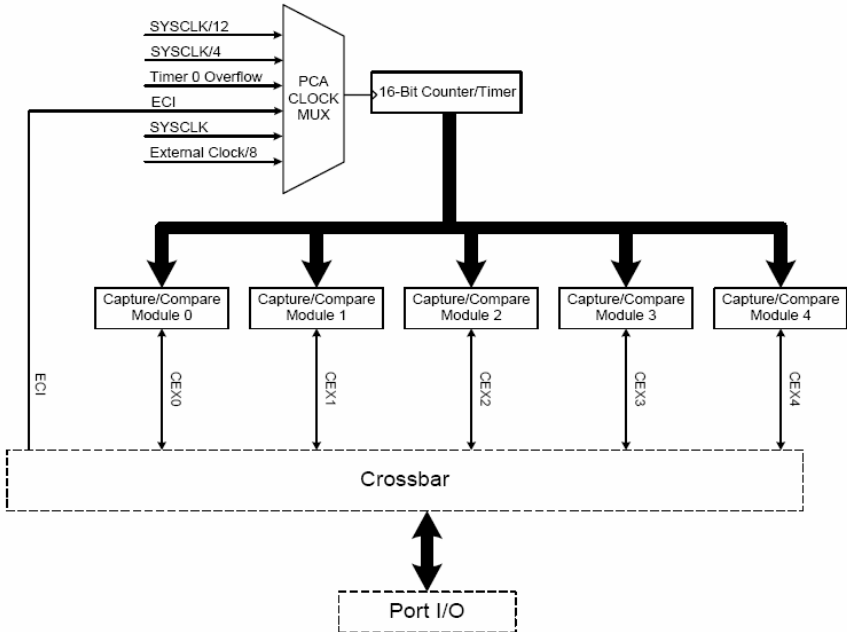 SYSCLK/12
SYSCLK/4
Timer 0 Overflow
ECI
SYSCLK
External Clock/8
PCA
CLOCK
MUX
16-Bit Counter/Timer
Capture/Compare
Module 0
Capture/Compare
Module 1
Capture/Compare
Module 2
Capture/Compare
Module 3
Capture/Compare
Module 4
ECI
CEX0
CEX1
CEX2
CEX3
CEX4
Crossbar
Port I/O